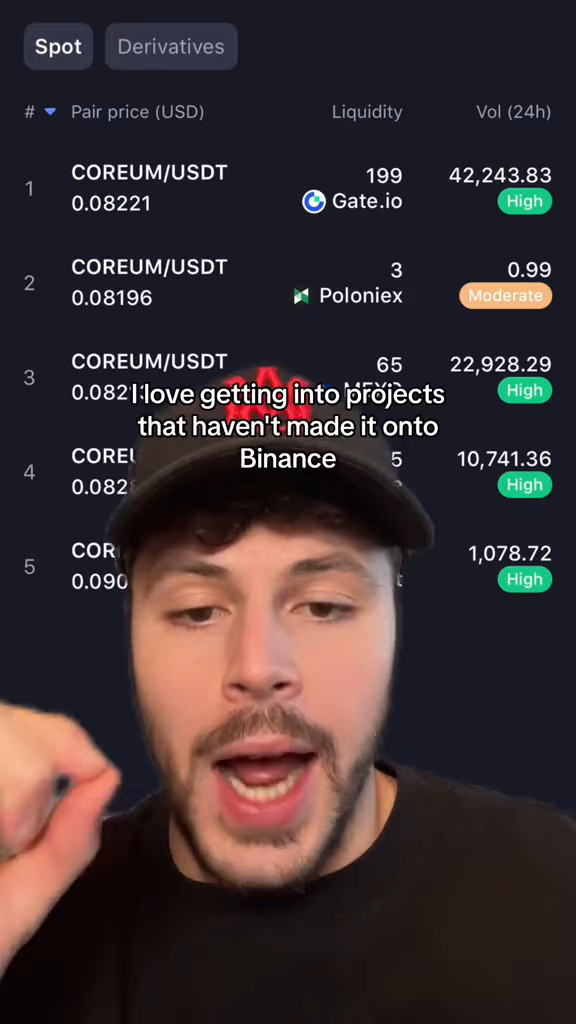 Spot Derivatives
# Pair price (USD) Liquidity Vol (24h)
1 COREUM/USDT 199 42,243.83
0.08221 Gate.io High
2 COREUM/USDT 3 0.99
0.08196 Poloniex Moderate
3 COREUM/USDT 65 22,928.29
High
I love getting into projects
that haven't made it onto
Binance
4 10,741.36
High
5 1,078.72
High